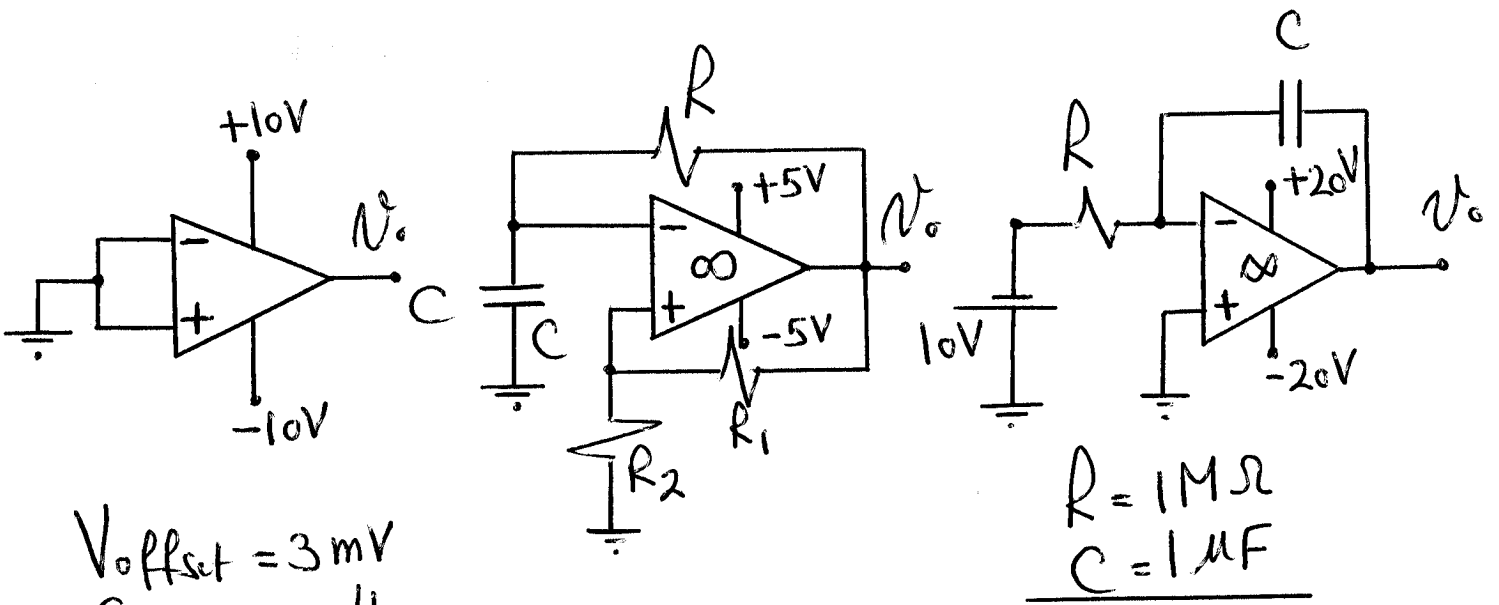 +10V
-
+
v₀
-10V
Voffset = 3mV
C
R
C
-
+
∞
+5V
-5V
v₀
R₁
R₂
C
R
10V
-
+
∞
+20V
-20V
v₀
R = 1MΩ
C = 1μF